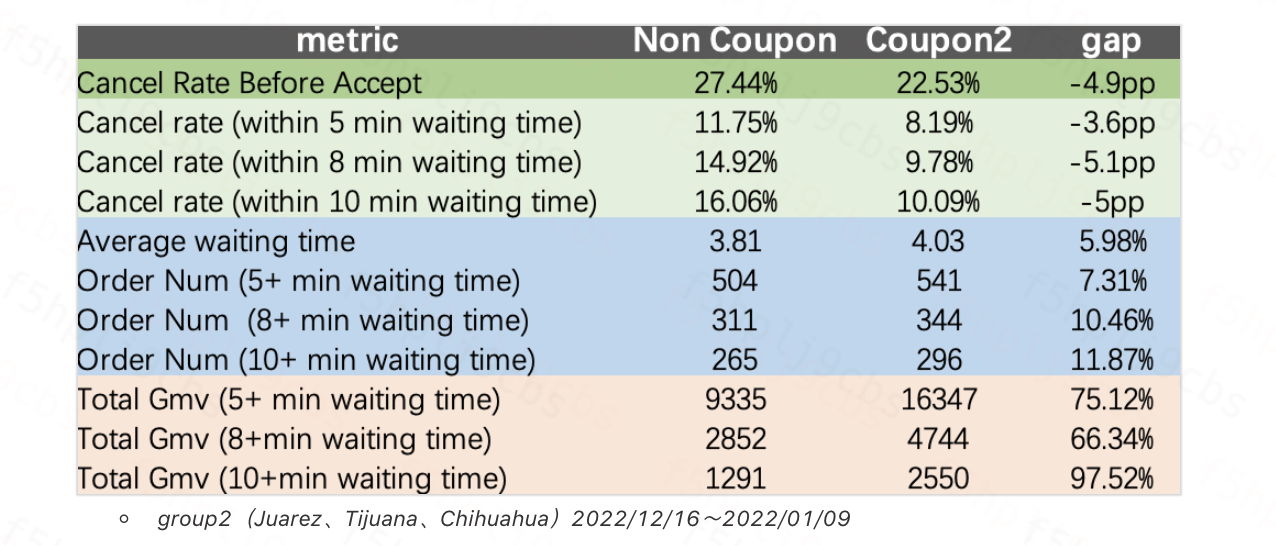 metric Non Coupon Coupon2 gap
Cancel Rate Before Accept 27.44% 22.53% -4.9pp
Cancel rate (within 5 min waiting time) 11.75% 8.19% -3.6pp
Cancel rate (within 8 min waiting time) 14.92% 9.78% -5.1pp
Cancel rate (within 10 min waiting time) 16.06% 10.09% -5pp
Average waiting time 3.81 4.03 5.98%
Order Num (5+ min waiting time) 504 541 7.31%
Order Num  (8+ min waiting time) 311 344 10.46%
Order Num (10+ min waiting time) 265 296 11.87%
Total Gmv (5+ min waiting time) 9335 16347 75.12%
Total Gmv (8+min waiting time) 2852 4744 66.34%
Total Gmv (10+min waiting time) 1291 2550 97.52%
◦ group2（Juarez、Tijuana、Chihuahua）2022/12/16～2022/01/09